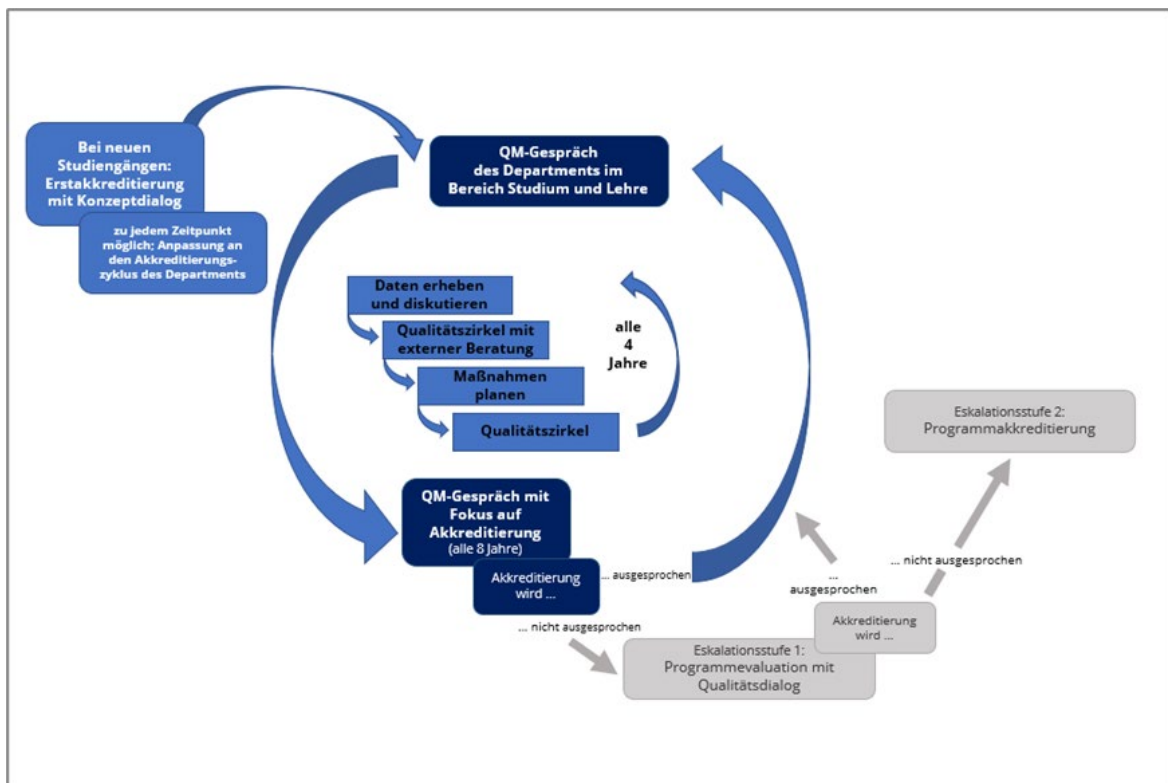 Bei neuen
Studiengängen:
Erstakkreditierung
mit Konzeptdialog
zu jedem Zeitpunkt
möglich; Anpassung an
den Akkreditierungs-
zyklus des Departments
QM-Gespräch
des Departments im
Bereich Studium und Lehre
Daten erheben
und diskutieren
Qualitätszirkel mit
externer Beratung
Maßnahmen
planen
Qualitätszirkel
alle
4
Jahre
QM-Gespräch mit
Fokus auf
Akkreditierung
(alle 8 Jahre)
Akkreditierung
wird ...
... ausgesprochen
... nicht ausgesprochen
Eskalationsstufe 1:
Programmevaluation mit
Qualitätsdialog
Akkreditierung
wird ...
...
ausgesprochen
... nicht ausgesprochen
Eskalationsstufe 2:
Programmakkreditierung